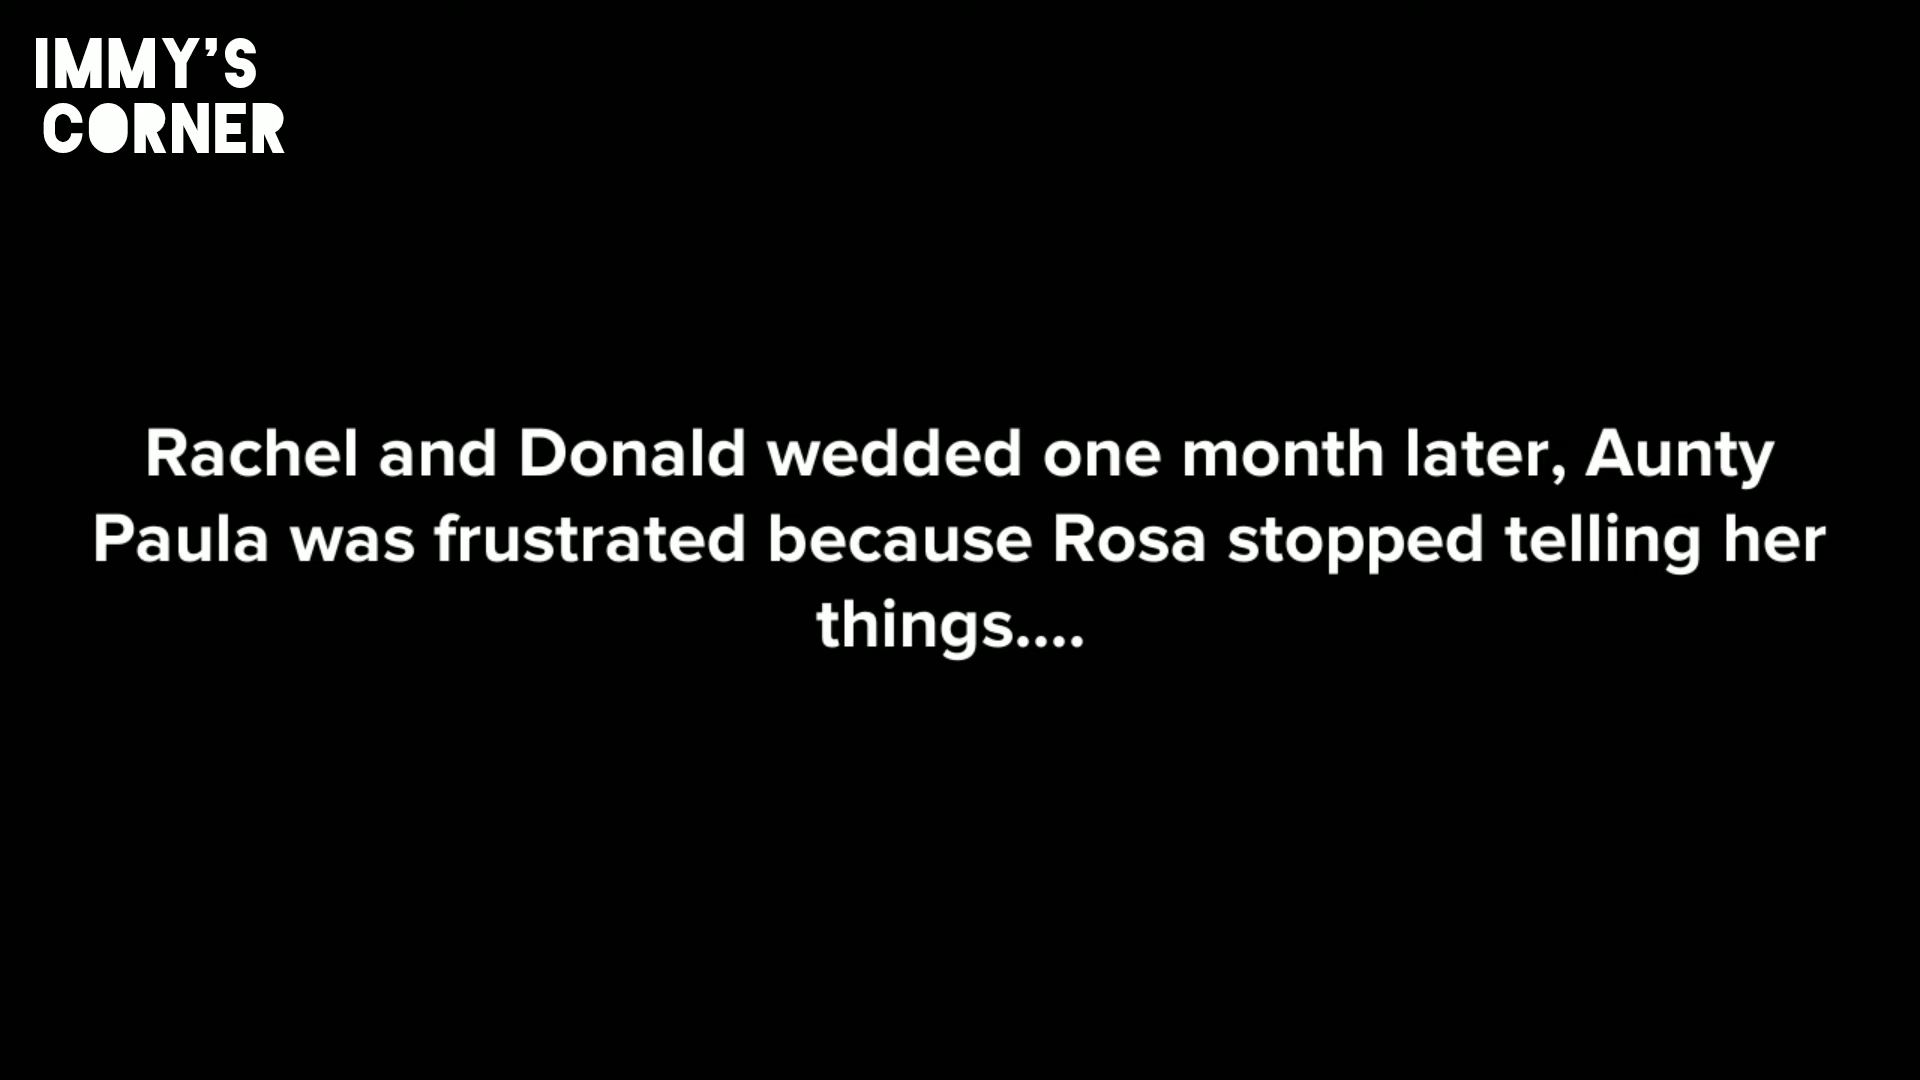 IMMY'S
CORNER
Rachel and Donald wedded one month later, Aunty
Paula was frustrated because Rosa stopped telling her
things....